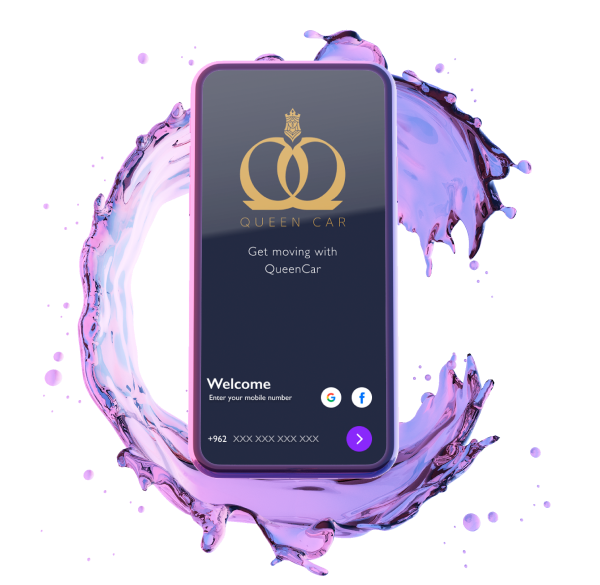 QUEEN CAR
Get moving with
QueenCar
Welcome
Enter your mobile number
+962 XXX XXX XXX XXX